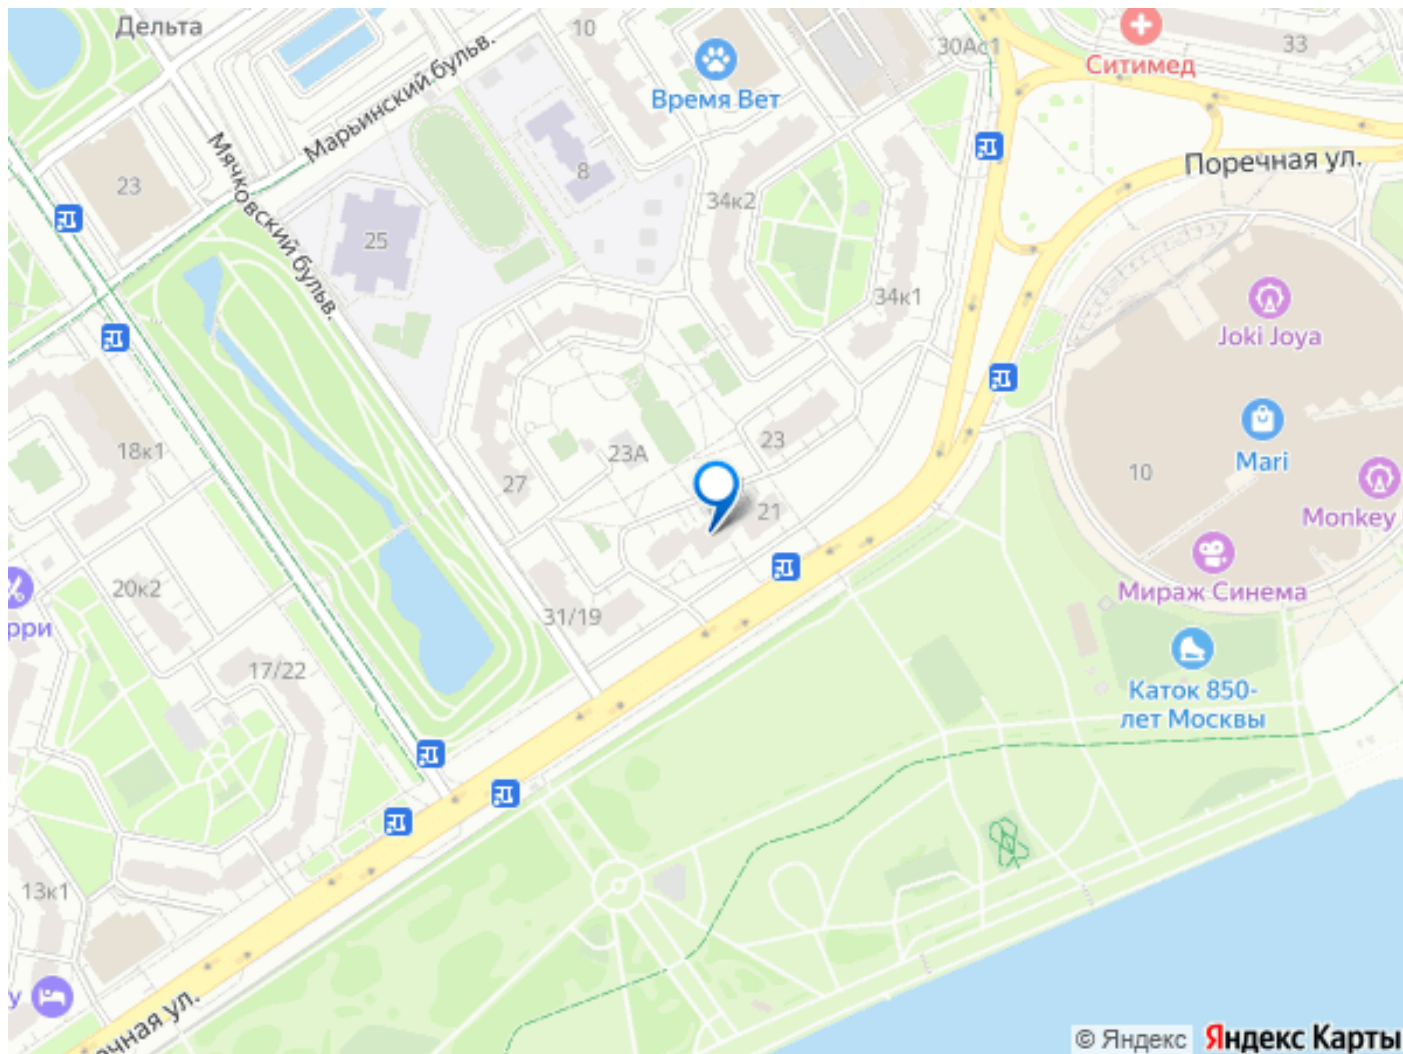 Дельта
10
30Ас1
33
Ситимед
Время Вет
Марьинский бульв.
Мячковский бульв.
Поречная ул.
23
8
34к2
25
34к1
Joki Joya
18к1
23А
23
27
21
10
Mari
Monkey
Мираж Синема
20к2
31/19
рри
17/22
Каток 850-
лет Москвы
13к1
у
ечная ул.
© Яндекс Яндекс Карты